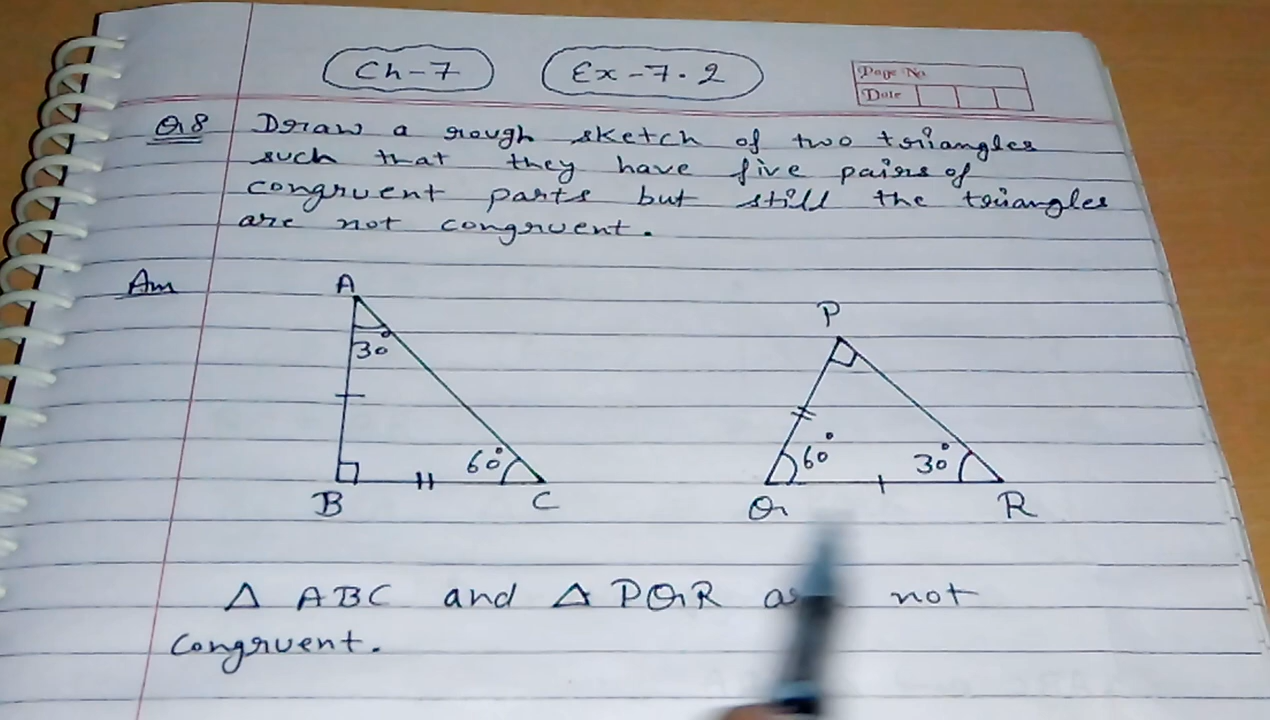 Ch-7
Ex-7.2
Page No
Date
Q8 Draw a rough sketch of two triangles
such that they have five pairs of
congruent parts but still the triangles
are not congruent.
Ans
A
30
B
60°
C
P
60°
30°
Q
R
△ ABC and △ PQR not
congruent.